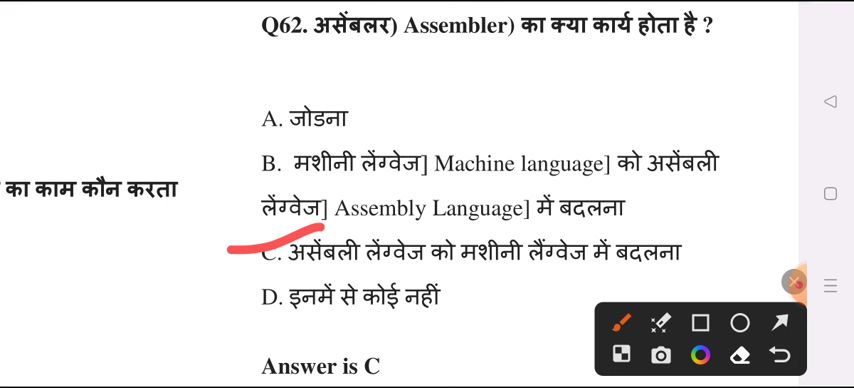 Q62. असेंबलर) Assembler) का क्या कार्य होता है ?
A. जोडना
B. मशीनी लेंग्वेज] Machine language] को असेंबली
लेंग्वेज] Assembly Language] में बदलना
का काम कौन करता
C. असेंबली लेंग्वेज को मशीनी लैंग्वेज में बदलना
D. इनमें से कोई नहीं
Answer is C